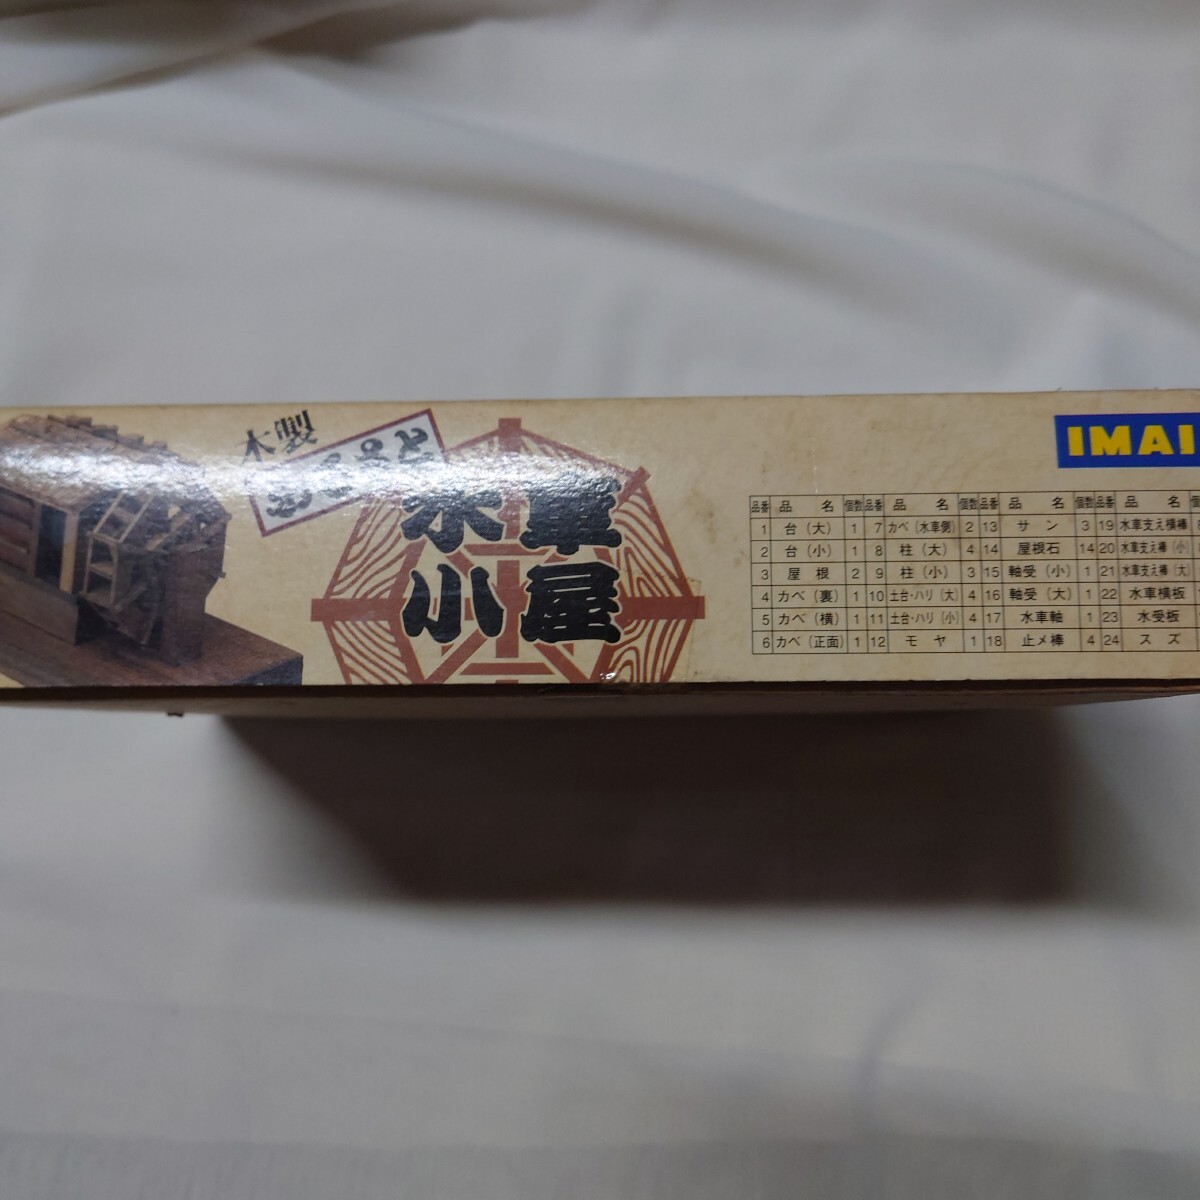 木製
ふるさと
水車
小屋
IMAI
品番 品名 個数 品番 品名 個数 品番 品名 個数 品番 品名
1 台(大) 1 7 カベ(水車側) 2 13 サン 3 19 水車支え横棒
2 台(小) 1 8 柱(大) 4 14 屋根石 14 20 水車支え棒(小)
3 屋根 2 9 柱(小) 3 15 軸受(小) 1 21 水車支え棒(大)
4 カベ(裏) 1 10 土台・ハリ(大) 4 16 軸受(大) 1 22 水車横板
5 カベ(横) 1 11 土台・ハリ(小) 4 17 水車軸 1 23 水受板
6 カベ(正面) 1 12 モヤ 1 18 止メ棒 4 24 スズ